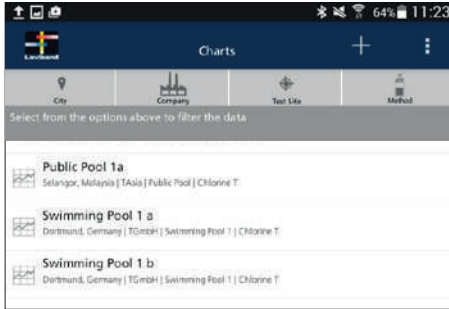 64% 11:23
Lovibond
Charts
City Company Test Site Method
Select from the options above to filter the data
Public Pool 1a
Selangor, Malaysia | TAsia | Public Pool | Chlorine T
Swimming Pool 1 a
Dortmund, Germany | TGmbH | Swimming Pool 1 | Chlorine T
Swimming Pool 1 b
Dortmund, Germany | TGmbH | Swimming Pool 1 | Chlorine T